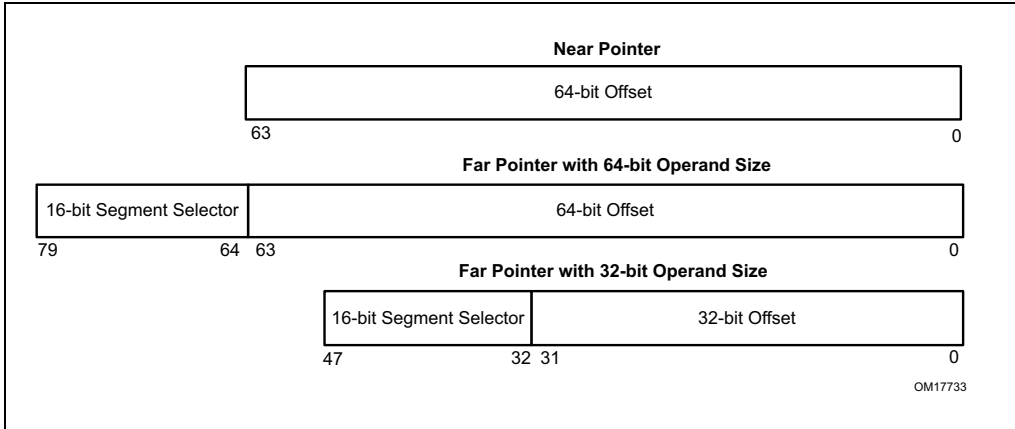 Near Pointer
64-bit Offset
63 0
Far Pointer with 64-bit Operand Size
16-bit Segment Selector 64-bit Offset
79 64 63 0
Far Pointer with 32-bit Operand Size
16-bit Segment Selector 32-bit Offset
47 32 31 0
OM17733